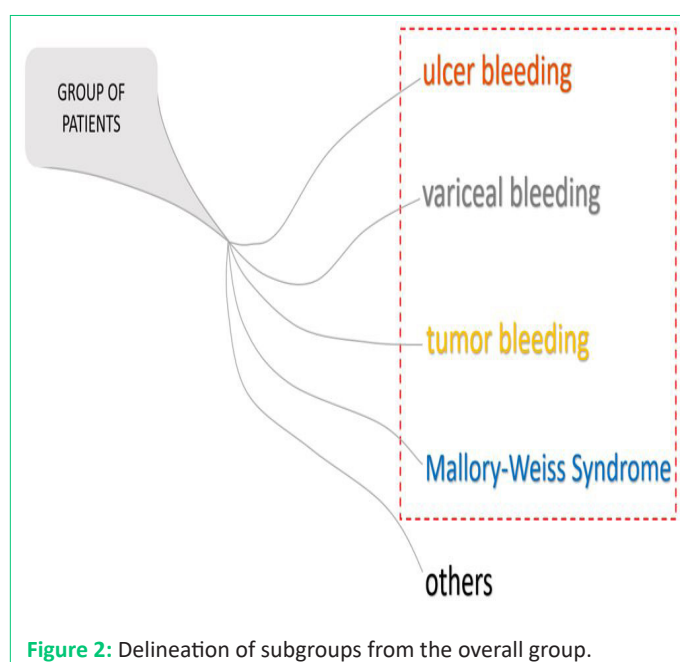 GROUP OF
PATIENTS
ulcer bleeding
variceal bleeding
tumor bleeding
Mallory-Weiss Syndrome
others
Figure 2: Delineation of subgroups from the overall group.